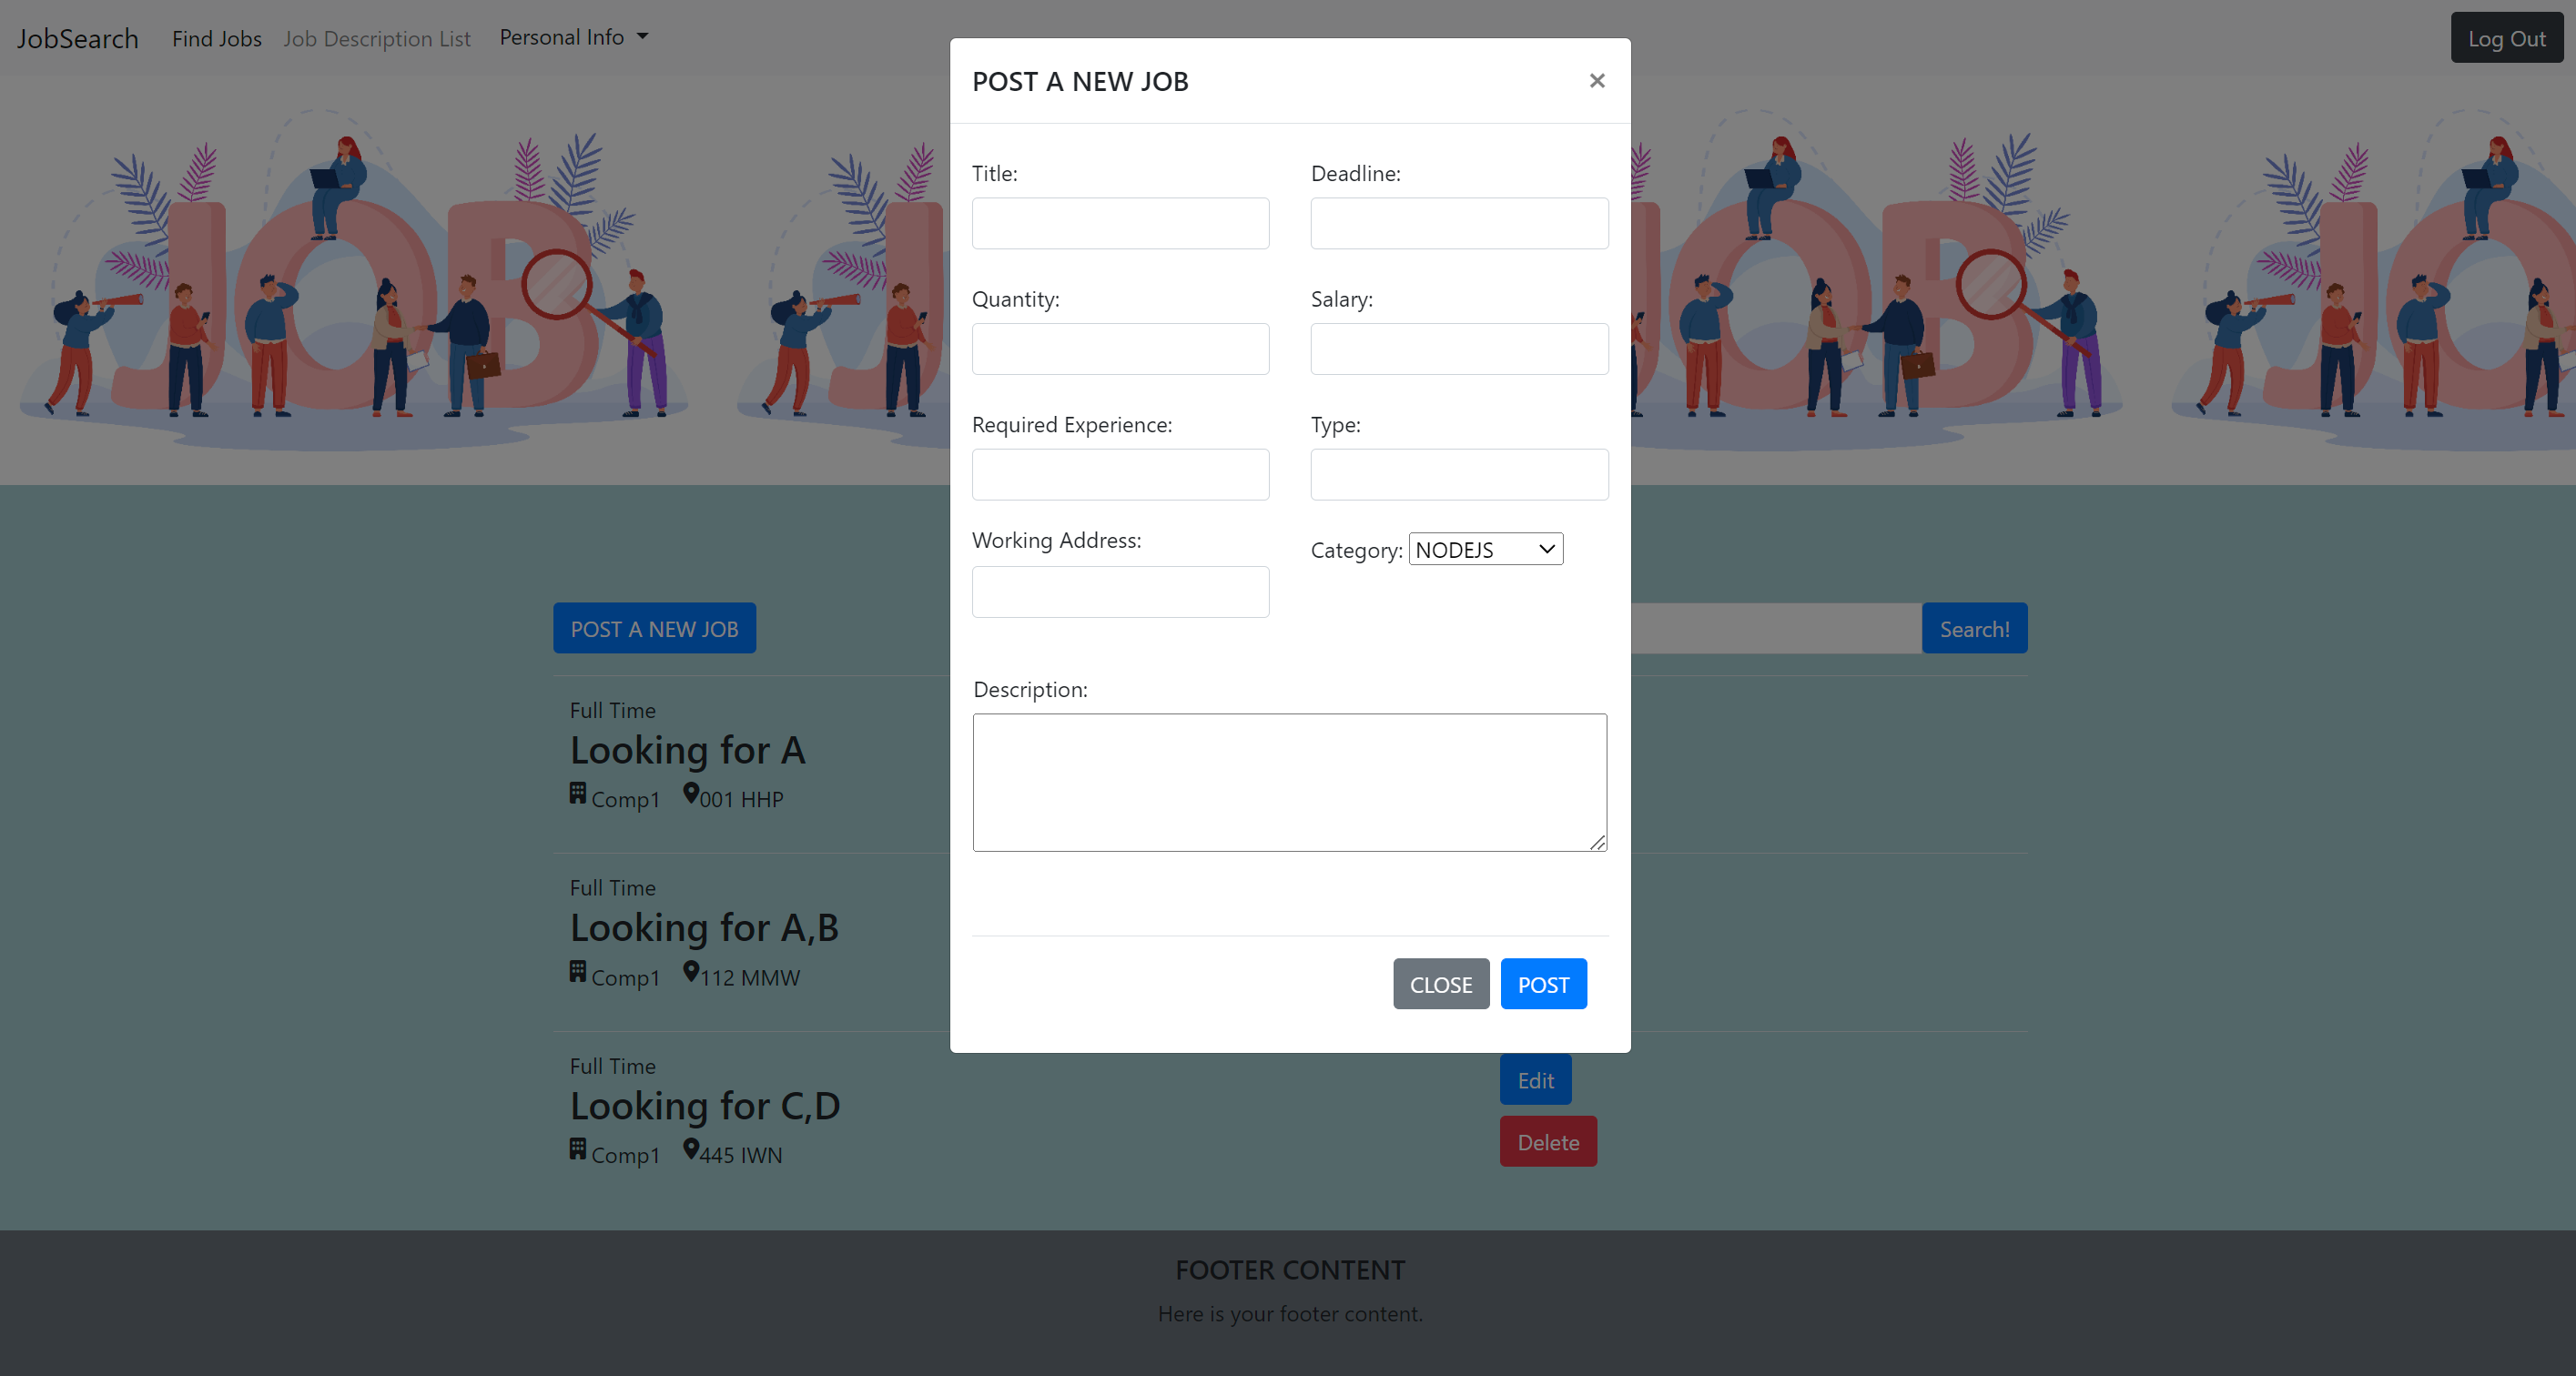 JobSearch Find Jobs Job Description List Personal Info Log Out
POST A NEW JOB ×
Title: Deadline:
Quantity: Salary:
Required Experience: Type:
Working Address: Category: NODEJS
Description:
CLOSE POST
JOB JOB JOB
POST A NEW JOB Search!
Full Time
Looking for A
Comp1 001 HHP
Full Time
Looking for A,B
Comp1 112 MMW
Full Time
Looking for C,D
Comp1 445 IWN
Edit
Delete
FOOTER CONTENT
Here is your footer content.